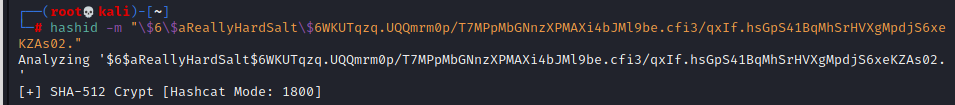 ┌──(root💀kali)-[~]
└─# hashid -m "\$6\$aReallyHardSalt\$6WKUTqzq.UQQmrm0p/T7MPpMbGNnzXPMAXi4bJMl9be.cfi3/qxIf.hsGpS41BqMhSrHVXgMpdjS6xe
KZAs02."
Analyzing '$6$aReallyHardSalt$6WKUTqzq.UQQmrm0p/T7MPpMbGNnzXPMAXi4bJMl9be.cfi3/qxIf.hsGpS41BqMhSrHVXgMpdjS6xeKZAs02.
'
[+] SHA-512 Crypt [Hashcat Mode: 1800]